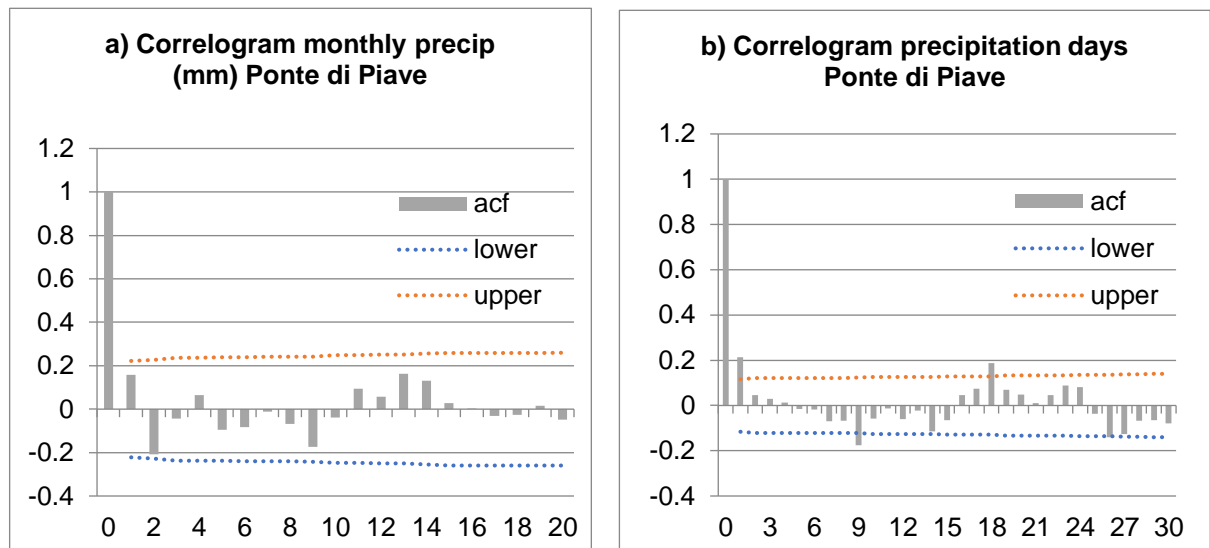 a) Correlogram monthly precip
(mm) Ponte di Piave
1.2
1
0.8
0.6
0.4
0.2
0
-0.2
-0.4
acf
lower
upper
0 2 4 6 8 10 12 14 16 18 20
b) Correlogram precipitation days
Ponte di Piave
1.2
1
0.8
0.6
0.4
0.2
0
-0.2
-0.4
acf
lower
upper
0 3 6 9 12 15 18 21 24 27 30